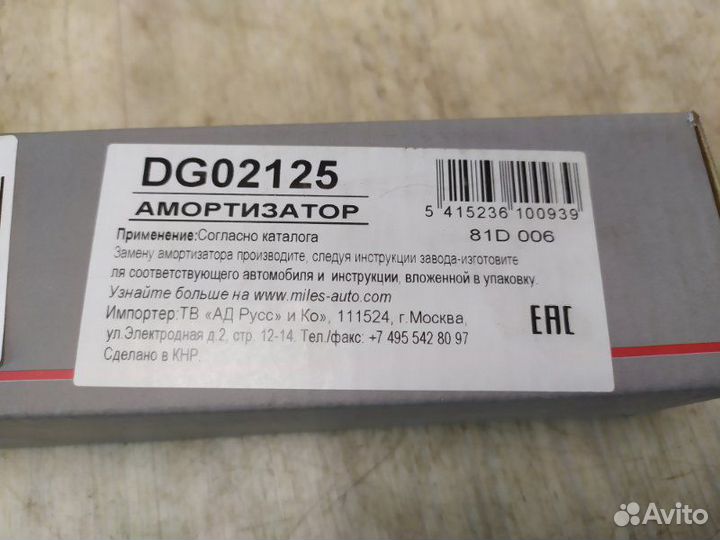 DG02125
АМОРТИЗАТОР
Применение:Согласно каталога
Замену амортизатора производите, следуя инструкции завода-изготовите
ля соответствующего автомобиля и инструкции, вложенной в упаковку.
Узнайте больше на www.miles-auto.com
Импортер:ТВ «АД Русс» и Ко», 111524, г.Москва,
ул.Электродная д.2, стр. 12-14. Тел./факс: +7 495 542 80 97
Сделано в КНР.
5 415236 100939
81D 006
EAC
Avito